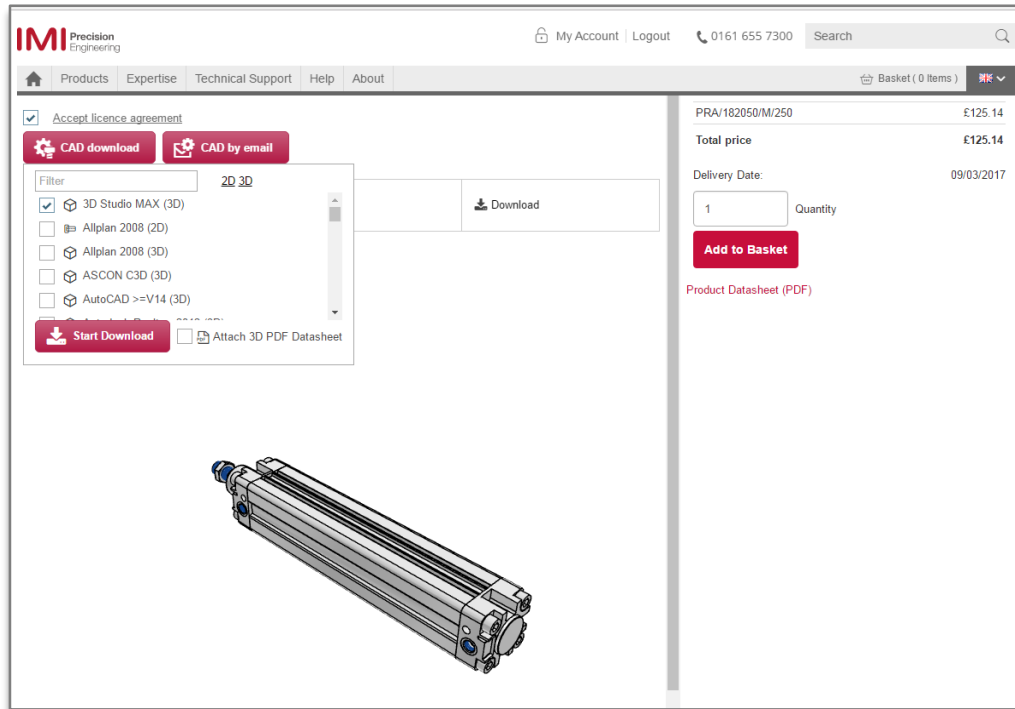 IMI Precision
Engineering
My Account | Logout
0161 655 7300
Search
Products
Expertise
Technical Support
Help
About
Basket ( 0 Items )
Accept licence agreement
CAD download
CAD by email
Filter
2D 3D
3D Studio MAX (3D)
Allplan 2008 (2D)
Allplan 2008 (3D)
ASCON C3D (3D)
AutoCAD >=V14 (3D)
Start Download
Attach 3D PDF Datasheet
Download
PRA/182050/M/250 £125.14
Total price £125.14
Delivery Date: 09/03/2017
1 Quantity
Add to Basket
Product Datasheet (PDF)